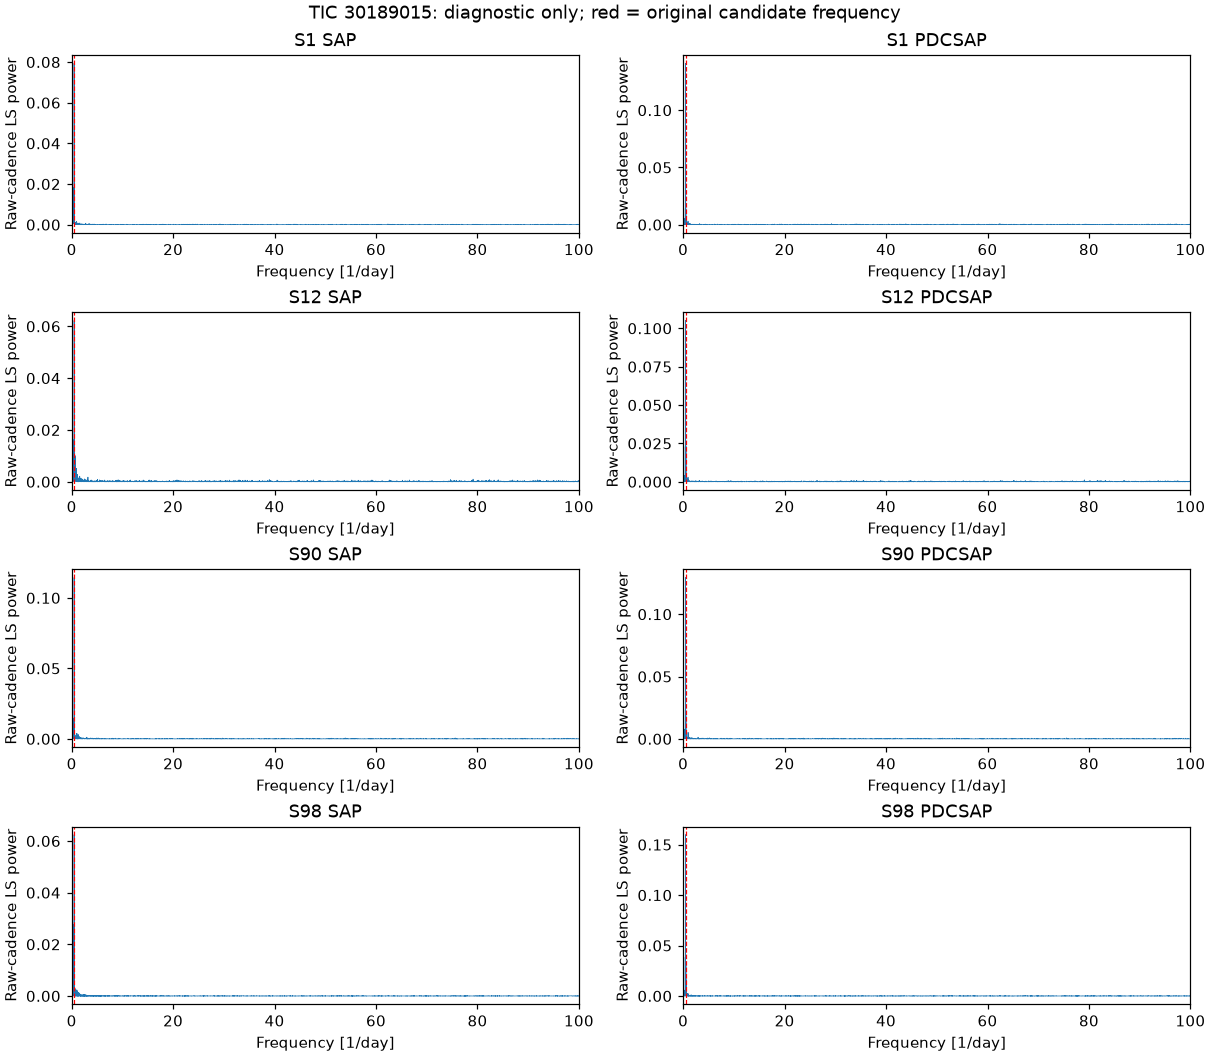 TIC 30189015: diagnostic only; red = original candidate frequency
S1 SAP
Raw-cadence LS power
0.08
0.06
0.04
0.02
0.00
0 20 40 60 80 100
Frequency [1/day]
S1 PDCSAP
Raw-cadence LS power
0.10
0.05
0.00
0 20 40 60 80 100
Frequency [1/day]
S12 SAP
Raw-cadence LS power
0.06
0.04
0.02
0.00
0 20 40 60 80 100
Frequency [1/day]
S12 PDCSAP
Raw-cadence LS power
0.100
0.075
0.050
0.025
0.000
0 20 40 60 80 100
Frequency [1/day]
S90 SAP
Raw-cadence LS power
0.10
0.05
0.00
0 20 40 60 80 100
Frequency [1/day]
S90 PDCSAP
Raw-cadence LS power
0.10
0.05
0.00
0 20 40 60 80 100
Frequency [1/day]
S98 SAP
Raw-cadence LS power
0.06
0.04
0.02
0.00
0 20 40 60 80 100
Frequency [1/day]
S98 PDCSAP
Raw-cadence LS power
0.15
0.10
0.05
0.00
0 20 40 60 80 100
Frequency [1/day]